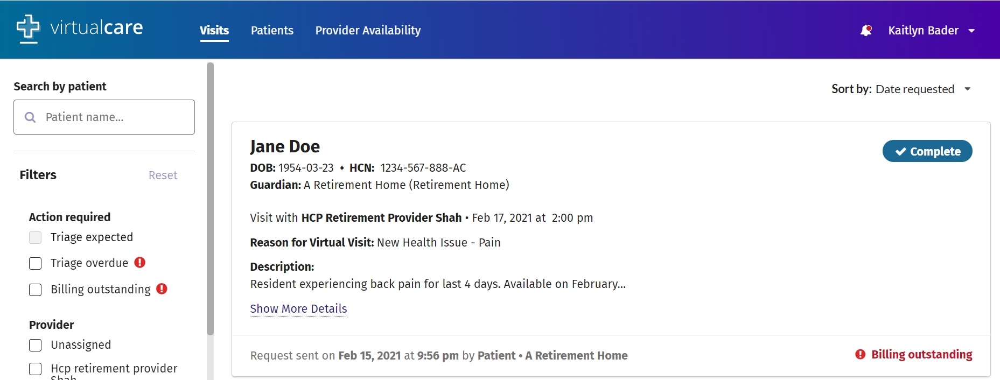 virtualcare
Visits Patients Provider Availability
Kaitlyn Bader
Search by patient
Patient name...
Filters Reset
Action required
Triage expected
Triage overdue
Billing outstanding
Provider
Unassigned
Hcp retirement provider
Shah
Sort by: Date requested
Jane Doe
Complete
DOB: 1954-03-23 • HCN: 1234-567-888-AC
Guardian: A Retirement Home (Retirement Home)
Visit with HCP Retirement Provider Shah • Feb 17, 2021 at 2:00 pm
Reason for Virtual Visit: New Health Issue - Pain
Description:
Resident experiencing back pain for last 4 days. Available on February...
Show More Details
Request sent on Feb 15, 2021 at 9:56 pm by Patient • A Retirement Home
Billing outstanding